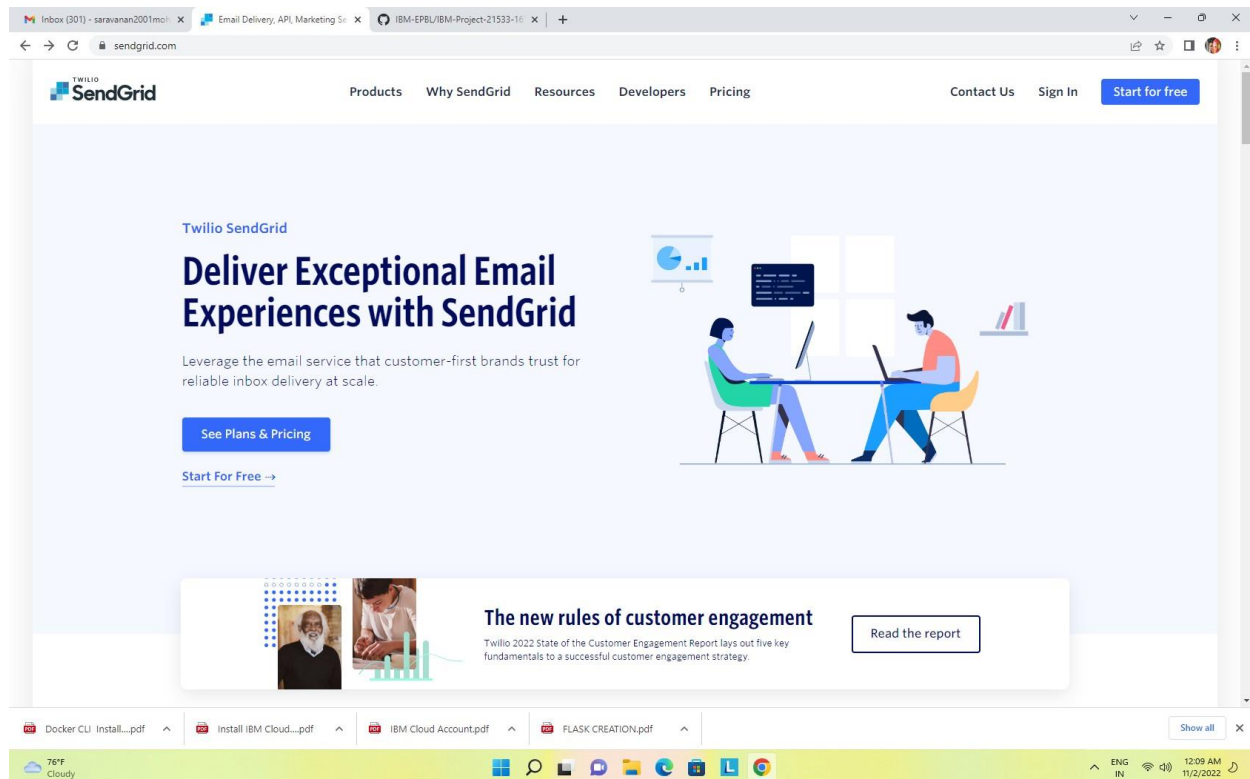 Inbox (301) - saravanan2001moh
Email Delivery, API, Marketing Se
IBM-EPBL/IBM-Project-21533-16
sendgrid.com
TWILIO
SendGrid
Products
Why SendGrid
Resources
Developers
Pricing
Contact Us
Sign In
Start for free
Twilio SendGrid
Deliver Exceptional Email
Experiences with SendGrid
Leverage the email service that customer-first brands trust for
reliable inbox delivery at scale.
See Plans & Pricing
Start For Free →
The new rules of customer engagement
Twilio 2022 State of the Customer Engagement Report lays out five key
fundamentals to a successful customer engagement strategy.
Read the report
Docker CLI Install....pdf
Install IBM Cloud....pdf
IBM Cloud Account.pdf
FLASK CREATION.pdf
Show all
76°F
Cloudy
ENG
IN
12:09 AM
11/2/2022